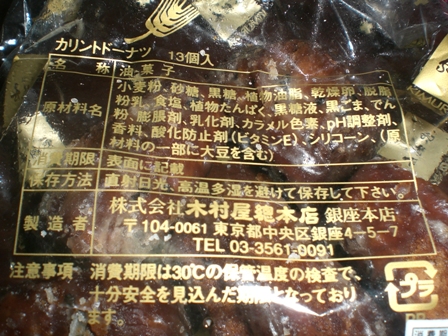 カリントドーナツ 13個入
名称 油菓子
原材料名 小麦粉、砂糖、黒糖、植物油脂、乾燥卵、脱脂
粉乳、食塩、植物たんぱく、黒糖液、黒ごま、でん
粉、膨脹剤、乳化剤、カラメル色素、pH調整剤、
香料、酸化防止剤(ビタミンE)、シリコーン、(原
材料の一部に大豆を含む)
消費期限 表面に記載
保存方法 直射日光、高温多湿を避けて保存して下さい。
製造者 株式会社木村屋總本店 銀座本店
〒104-0061 東京都中央区銀座4-5-7
TEL 03-3561-0091
注意事項 消費期限は30℃の保管温度の検査で、
十分安全を見込んだ期限となっており
ます。
プラ